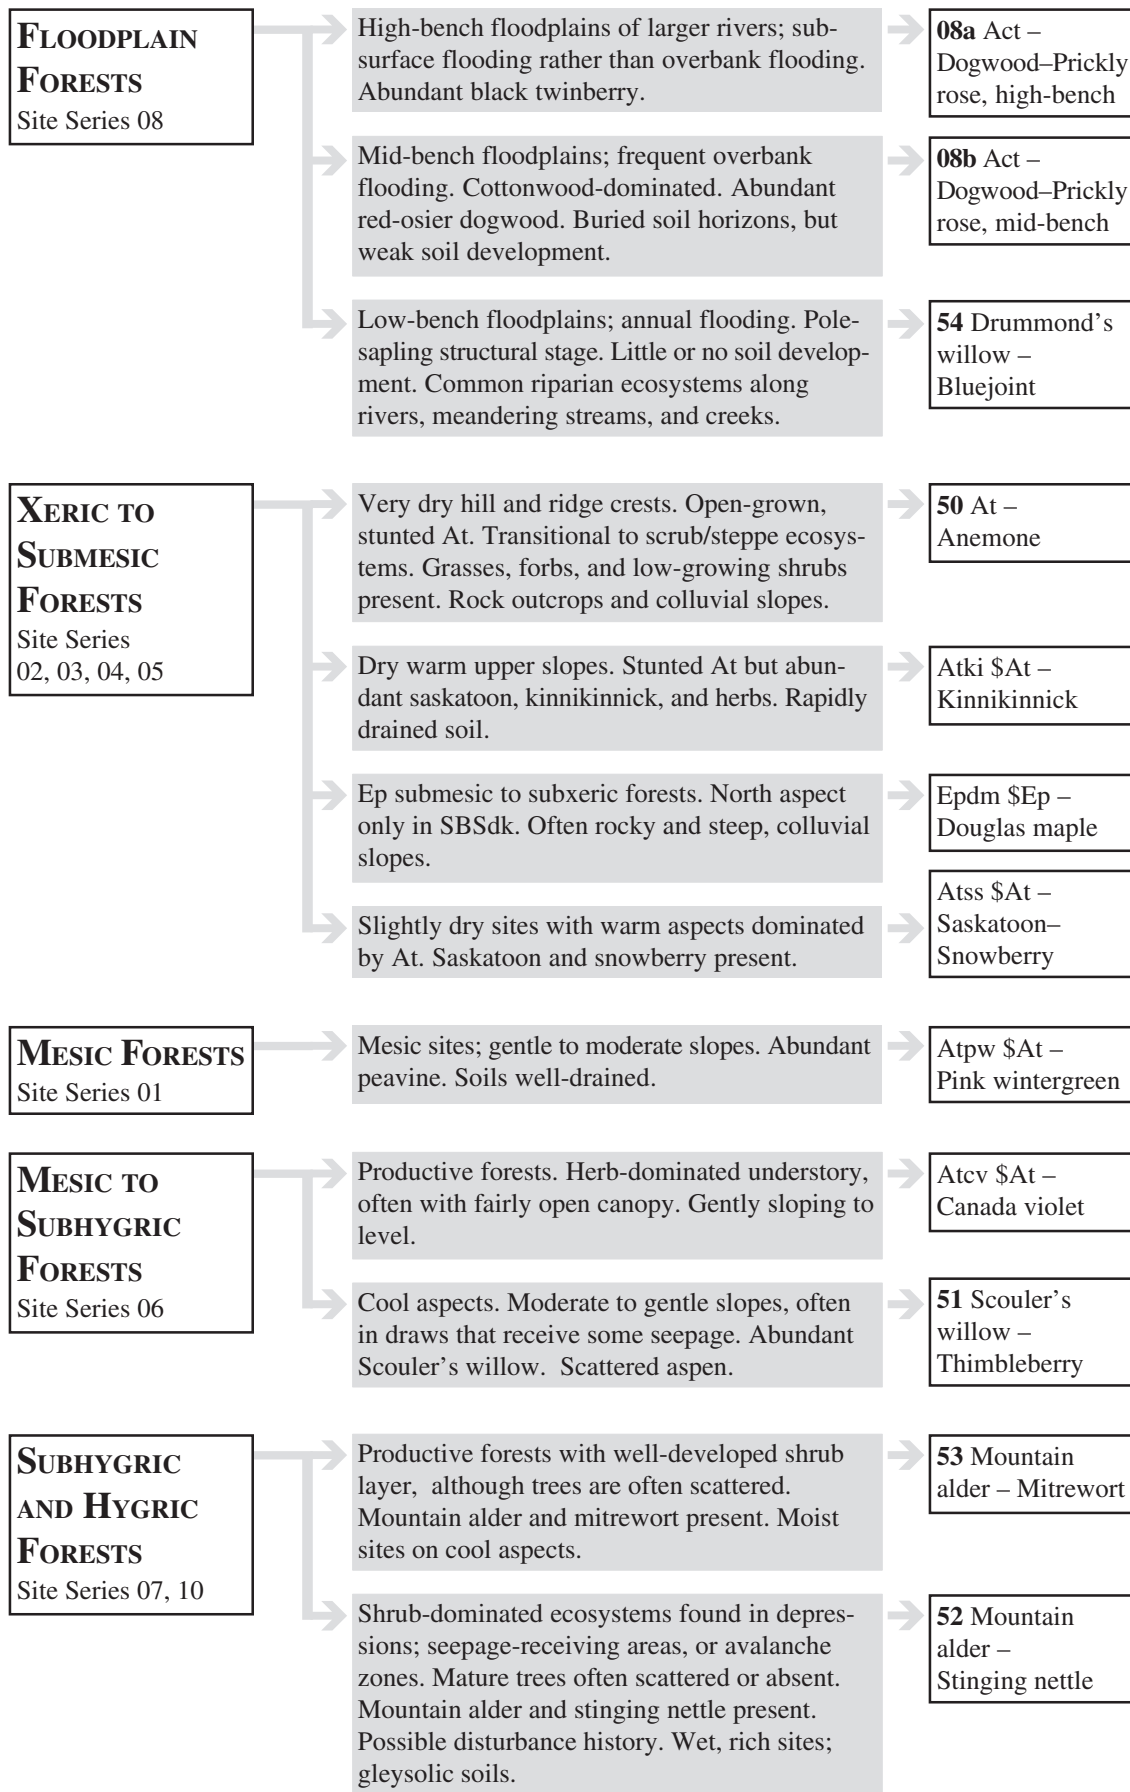 FLOODPLAIN
FORESTS
Site Series 08
High-bench floodplains of larger rivers; sub-
surface flooding rather than overbank flooding.
Abundant black twinberry.
08a Act –
Dogwood–Prickly
rose, high-bench
Mid-bench floodplains; frequent overbank
flooding. Cottonwood-dominated. Abundant
red-osier dogwood. Buried soil horizons, but
weak soil development.
08b Act –
Dogwood–Prickly
rose, mid-bench
Low-bench floodplains; annual flooding. Pole-
sapling structural stage. Little or no soil develop-
ment. Common riparian ecosystems along
rivers, meandering streams, and creeks.
54 Drummond's
willow –
Bluejoint
XERIC TO
SUBMESIC
FORESTS
Site Series
02, 03, 04, 05
Very dry hill and ridge crests. Open-grown,
stunted At. Transitional to scrub/steppe ecosys-
tems. Grasses, forbs, and low-growing shrubs
present. Rock outcrops and colluvial slopes.
50 At –
Anemone
Dry warm upper slopes. Stunted At but abun-
dant saskatoon, kinnikinnick, and herbs. Rapidly
drained soil.
Atki $At –
Kinnikinnick
Ep submesic to subxeric forests. North aspect
only in SBSdk. Often rocky and steep, colluvial
slopes.
Epdm $Ep –
Douglas maple
Slightly dry sites with warm aspects dominated
by At. Saskatoon and snowberry present.
Atss $At –
Saskatoon–
Snowberry
MESIC FORESTS
Site Series 01
Mesic sites; gentle to moderate slopes. Abundant
peavine. Soils well-drained.
Atpw $At –
Pink wintergreen
MESIC TO
SUBHYGRIC
FORESTS
Site Series 06
Productive forests. Herb-dominated understory,
often with fairly open canopy. Gently sloping to
level.
Atcv $At –
Canada violet
Cool aspects. Moderate to gentle slopes, often
in draws that receive some seepage. Abundant
Scouler's willow.  Scattered aspen.
51 Scouler's
willow –
Thimbleberry
SUBHYGRIC
AND HYGRIC
FORESTS
Site Series 07, 10
Productive forests with well-developed shrub
layer,  although trees are often scattered.
Mountain alder and mitrewort present. Moist
sites on cool aspects.
53 Mountain
alder – Mitrewort
Shrub-dominated ecosystems found in depres-
sions; seepage-receiving areas, or avalanche
zones. Mature trees often scattered or absent.
Mountain alder and stinging nettle present.
Possible disturbance history. Wet, rich sites;
gleysolic soils.
52 Mountain
alder –
Stinging nettle